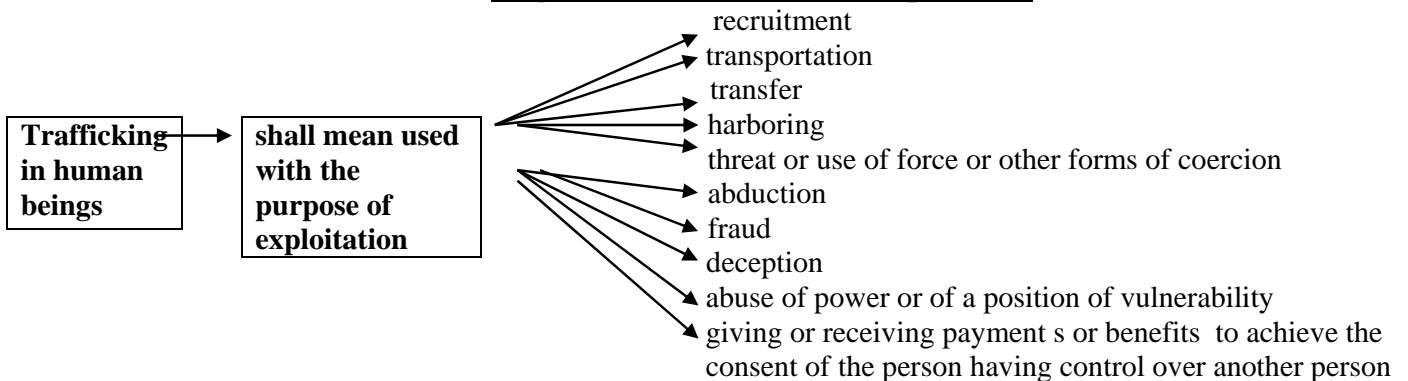 recruitment
transportation
transfer
harboring
threat or use of force or other forms of coercion
abduction
fraud
deception
abuse of power or of a position of vulnerability
giving or receiving payment s or benefits to achieve the
consent of the person having control over another person
Trafficking
in human
beings
shall mean used
with the
purpose of
exploitation